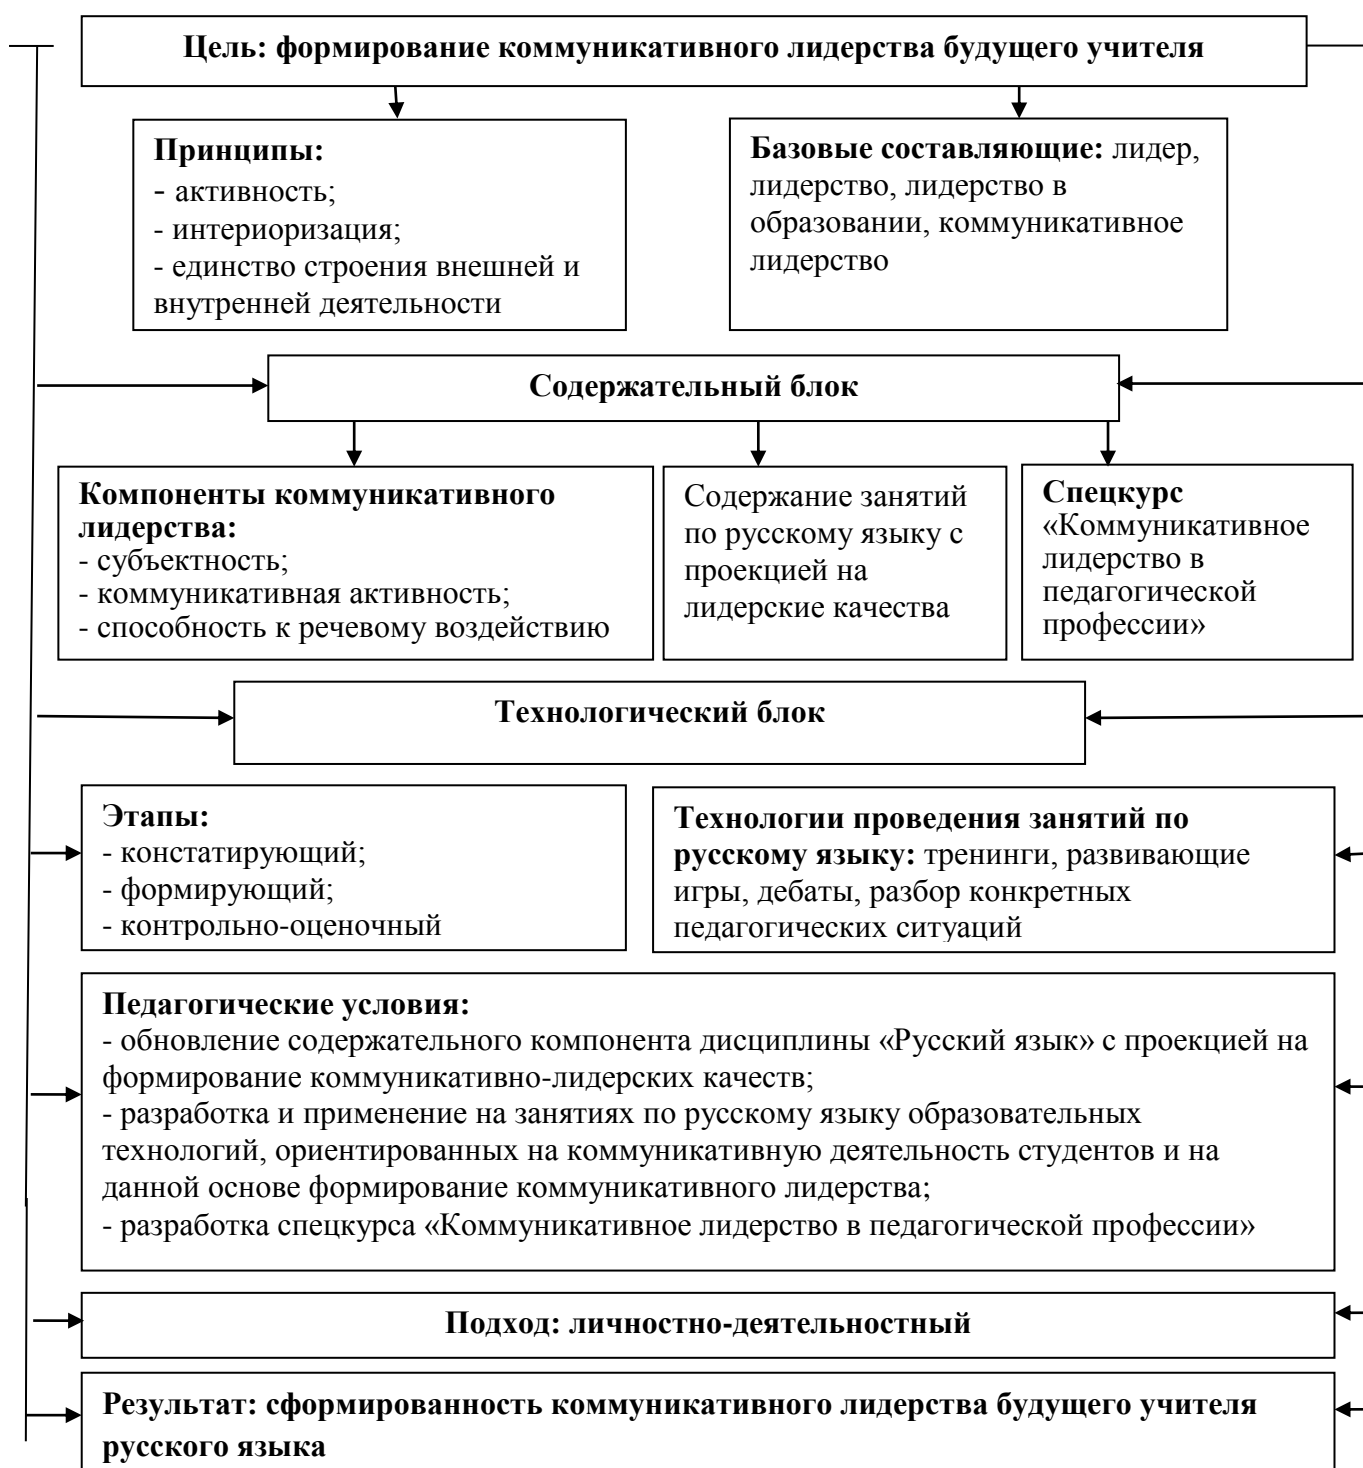 Цель: формирование коммуникативного лидерства будущего учителя
Принципы:
- активность;
- интериоризация;
- единство строения внешней и
внутренней деятельности
Базовые составляющие: лидер,
лидерство, лидерство в
образовании, коммуникативное
лидерство
Содержательный блок
Компоненты коммуникативного
лидерства:
- субъектность;
- коммуникативная активность;
- способность к речевому воздействию
Содержание занятий
по русскому языку с
проекцией на
лидерские качества
Спецкурс
«Коммуникативное
лидерство в
педагогической
профессии»
Технологический блок
Этапы:
- констатирующий;
- формирующий;
- контрольно-оценочный
Технологии проведения занятий по
русскому языку: тренинги, развивающие
игры, дебаты, разбор конкретных
педагогических ситуаций
Педагогические условия:
- обновление содержательного компонента дисциплины «Русский язык» с проекцией на
формирование коммуникативно-лидерских качеств;
- разработка и применение на занятиях по русскому языку образовательных
технологий, ориентированных на коммуникативную деятельность студентов и на
данной основе формирование коммуникативного лидерства;
- разработка спецкурса «Коммуникативное лидерство в педагогической профессии»
Подход: личностно-деятельностный
Результат: сформированность коммуникативного лидерства будущего учителя
русского языка